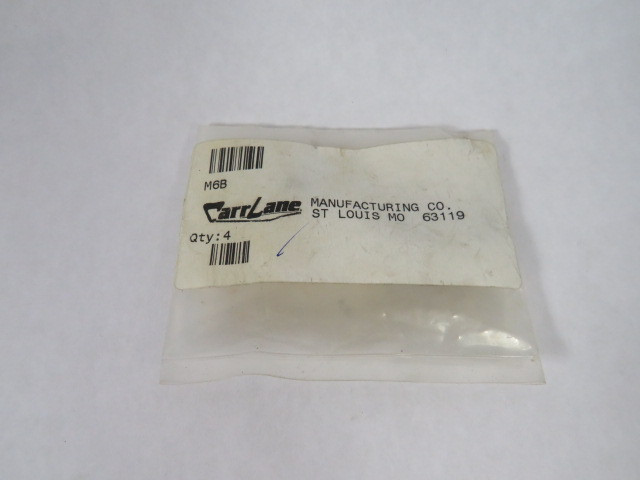 M6B
CarrLane MANUFACTURING CO.
ST LOUIS MO 63119
Qty:4